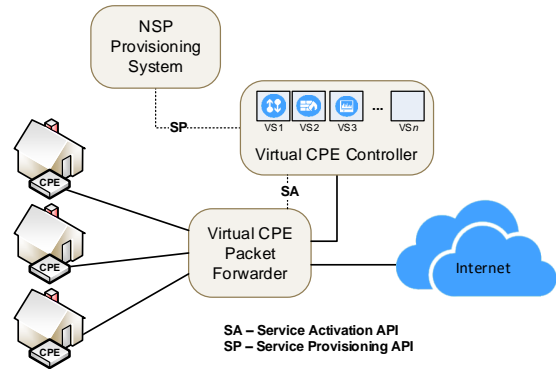 NSP
Provisioning
System
SP
VS1 VS2 VS3 ... VSn
Virtual CPE Controller
SA
CPE
CPE
CPE
Virtual CPE
Packet
Forwarder
Internet
SA – Service Activation API
SP – Service Provisioning API